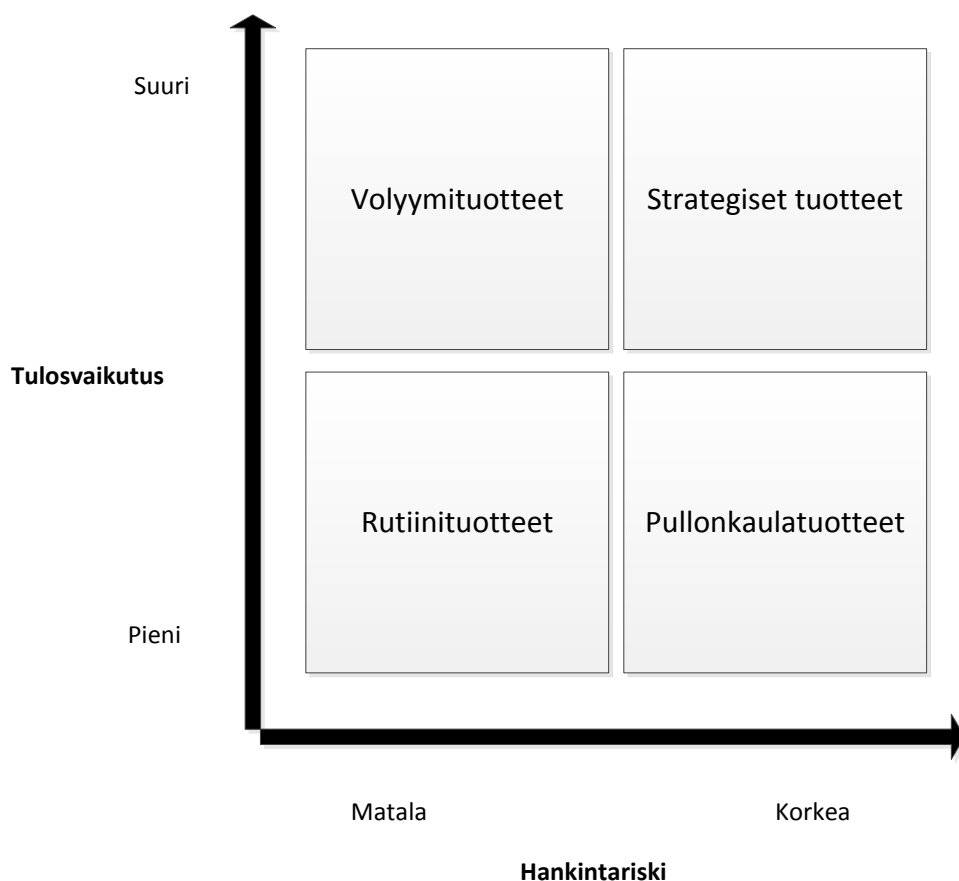 Suuri
Volyymituotteet
Strategiset tuotteet
Tulosvaikutus
Rutiinituotteet
Pullonkaulatuotteet
Pieni
Matala
Korkea
Hankintariski